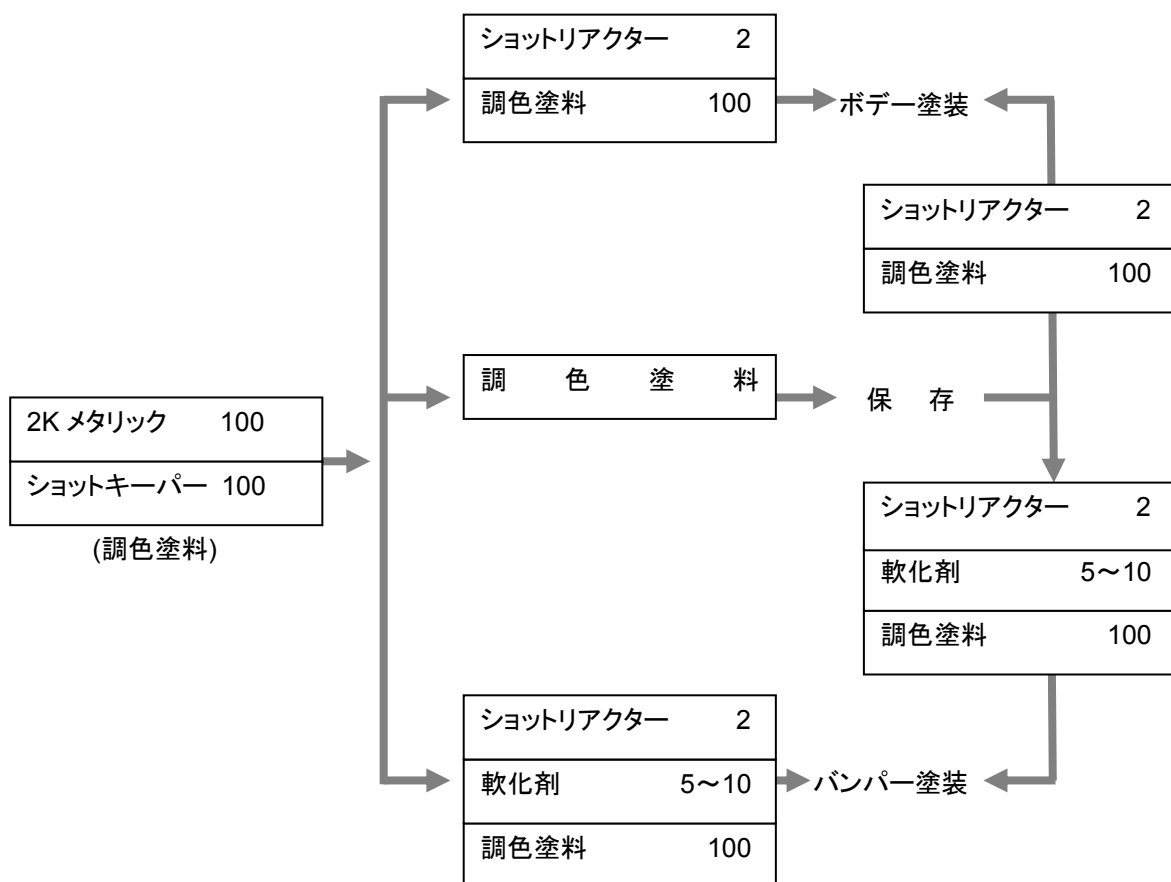 ショットリアクター 2
調色塗料 100
ボデー塗装
ショットリアクター 2
調色塗料 100
調 色 塗 料
保 存
2K メタリック 100
ショットキーパー 100
(調色塗料)
ショットリアクター 2
軟化剤 5～10
調色塗料 100
ショットリアクター 2
軟化剤 5～10
調色塗料 100
バンパー塗装